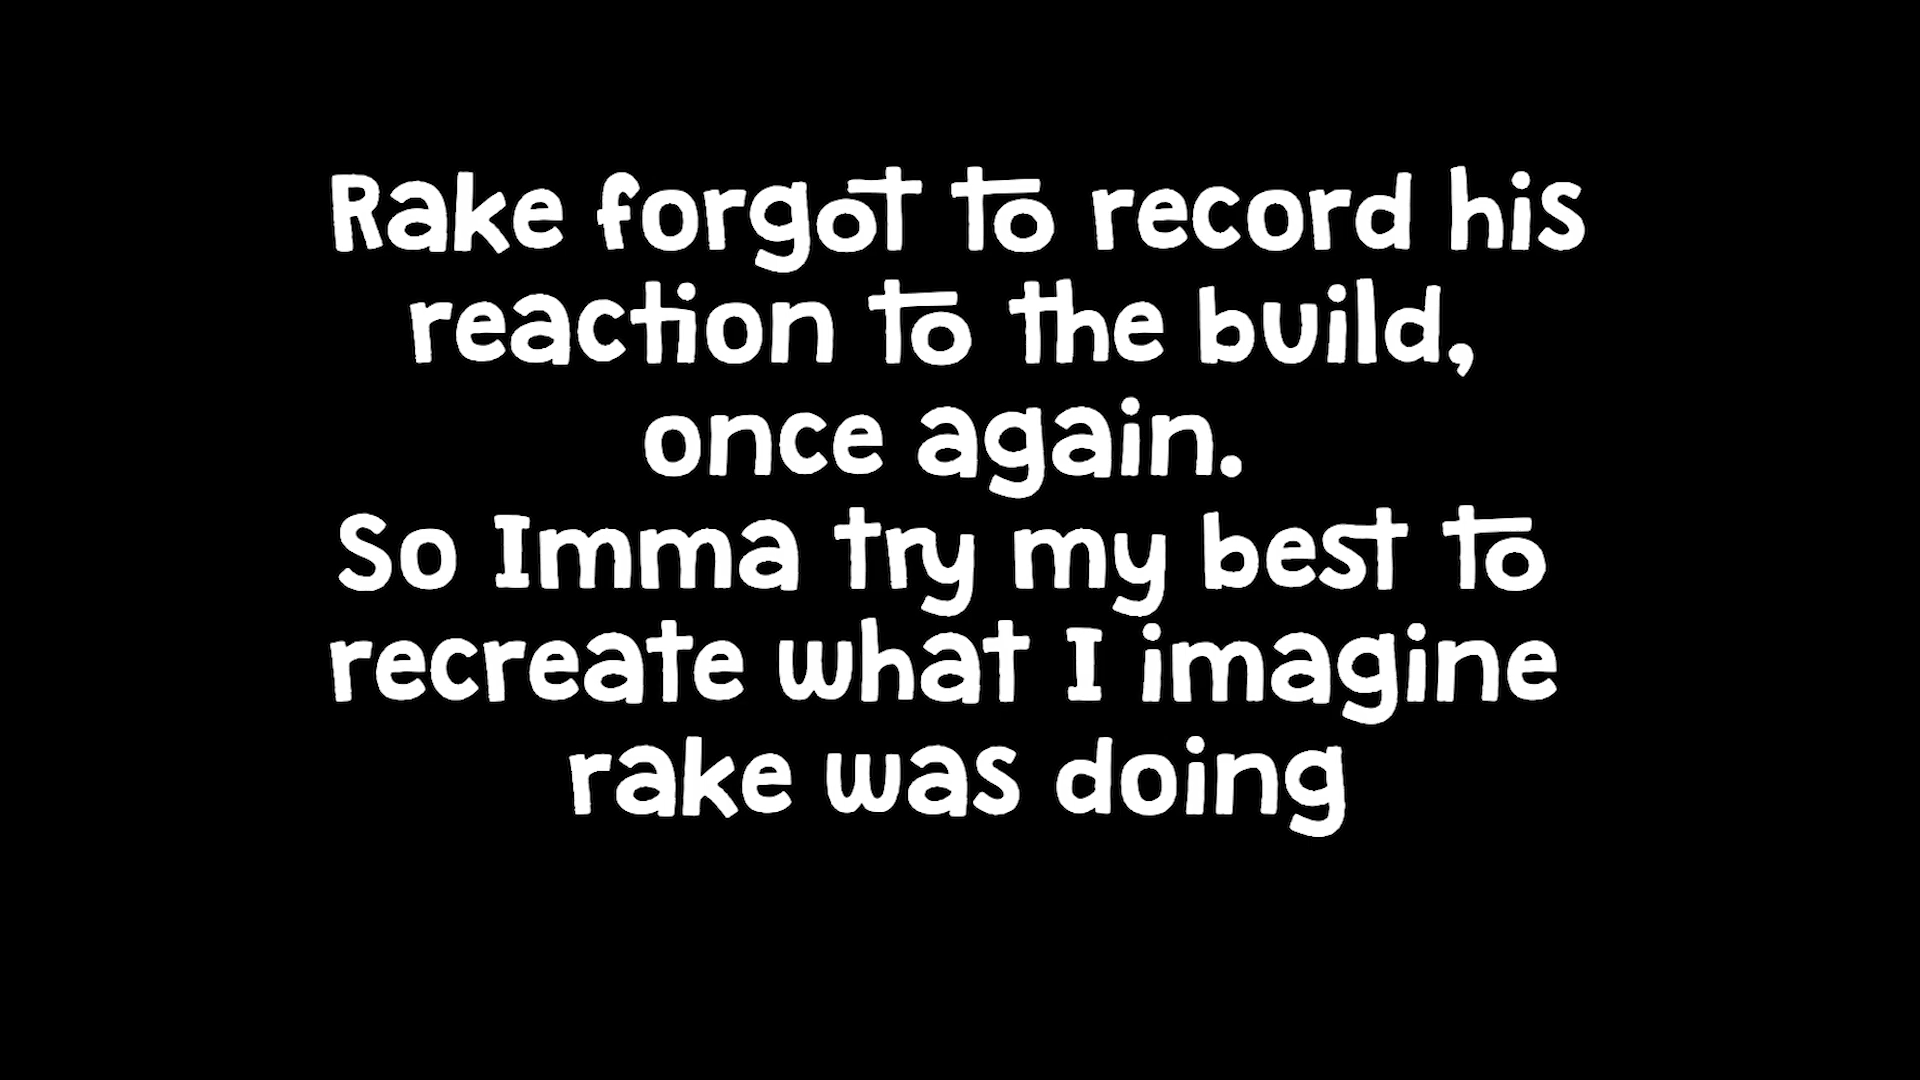 Rake forgot to record his
reaction to the build,
once again.
So Imma try my best to
recreate what I imagine
rake was doing